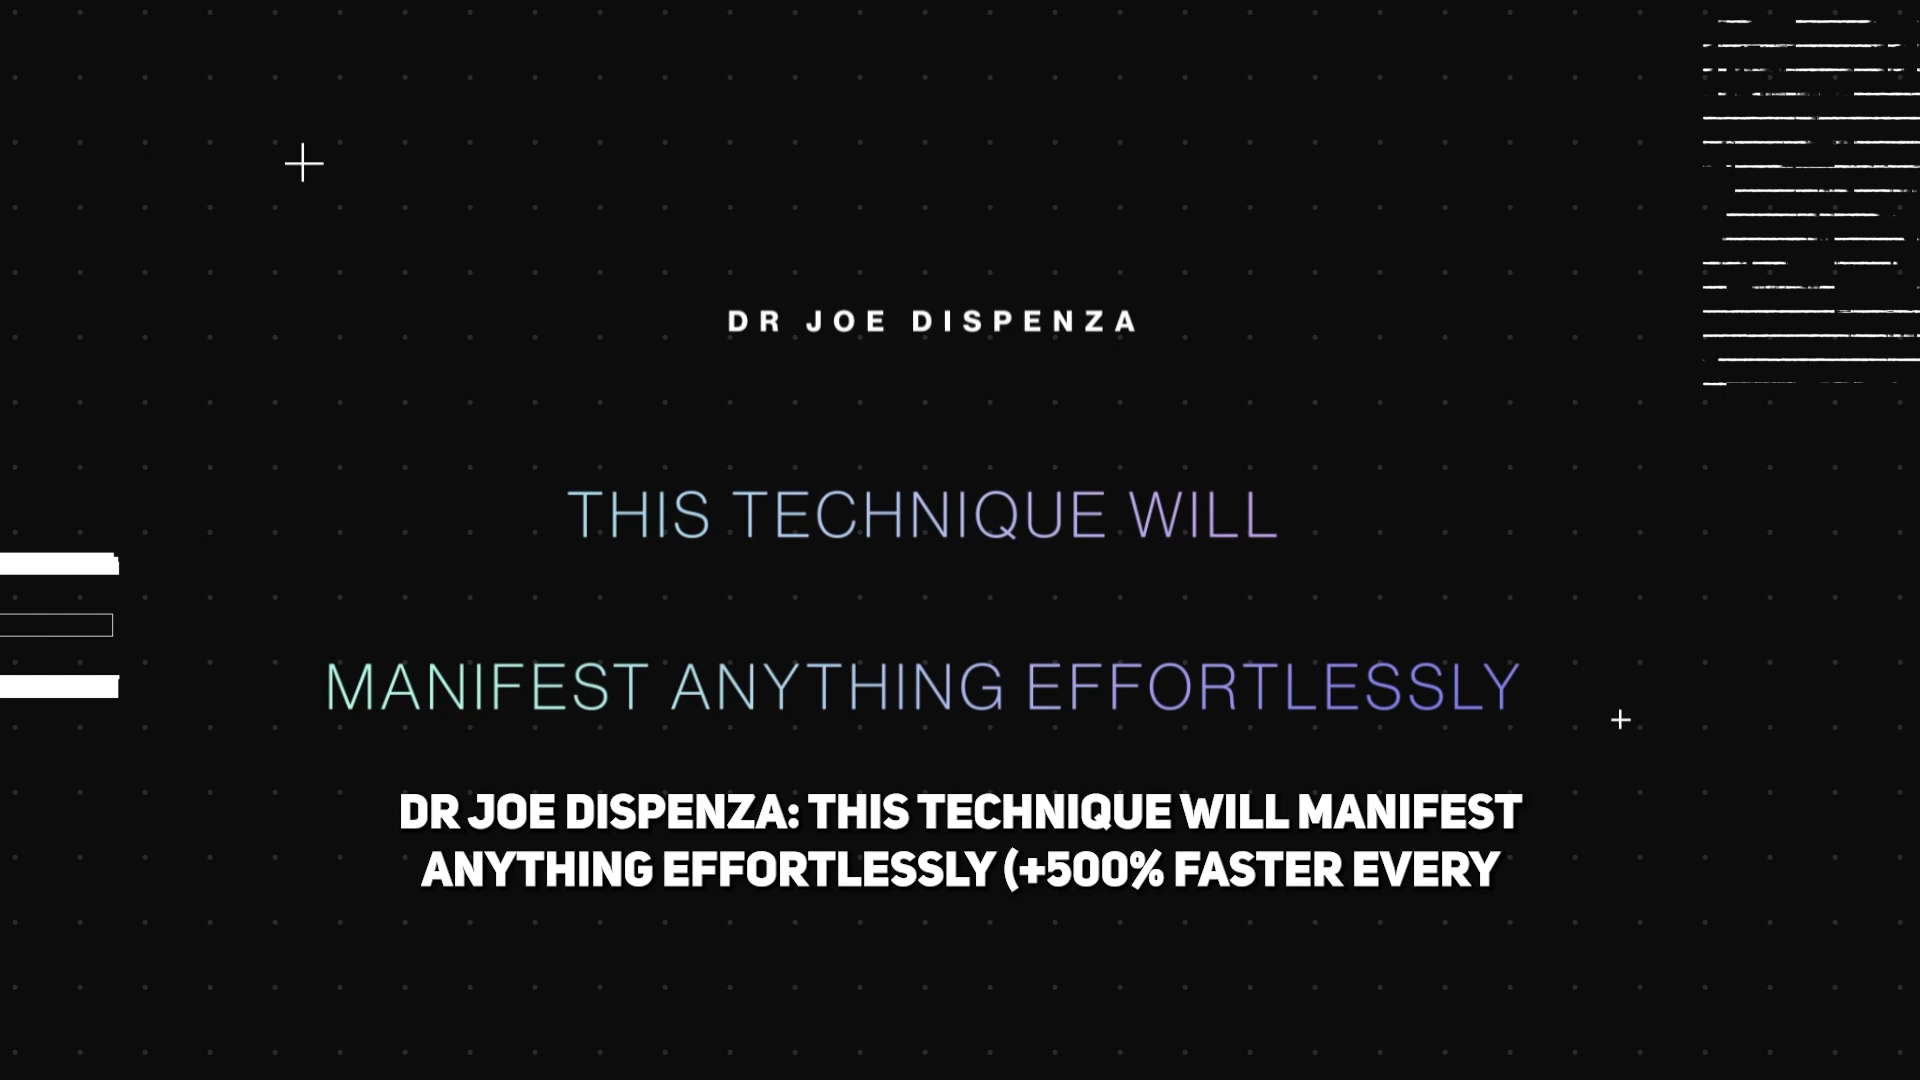 DR JOE DISPENZA
THIS TECHNIQUE WILL
MANIFEST ANYTHING EFFORTLESSLY
DR JOE DISPENZA: THIS TECHNIQUE WILL MANIFEST
ANYTHING EFFORTLESSLY (+500% FASTER EVERY